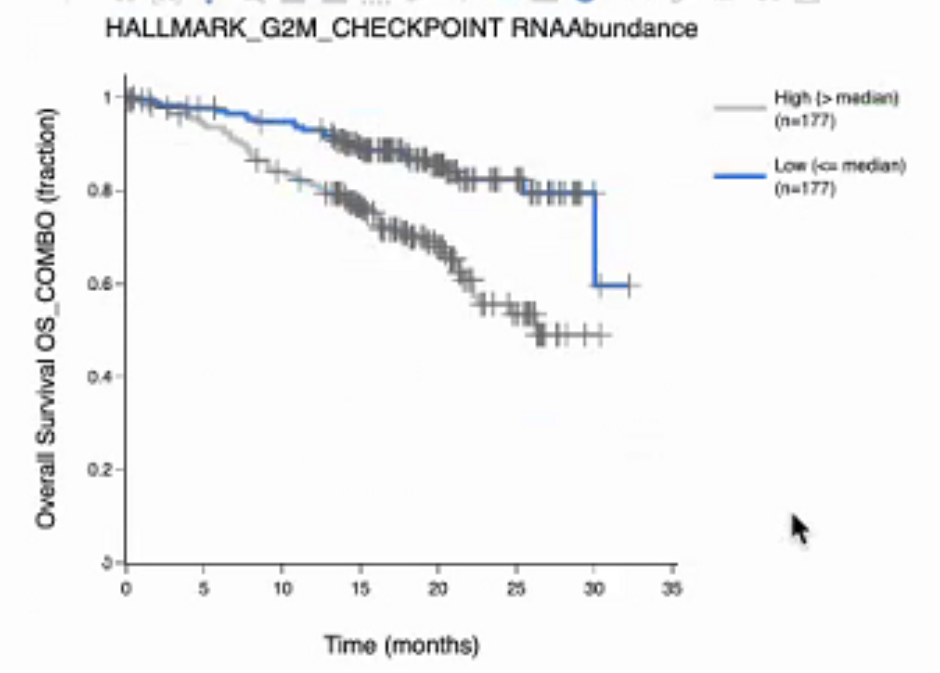 HALLMARK_G2M_CHECKPOINT RNAAbundance
Overall Survival OS_COMBO (fraction)
1
0.8
0.6
0.4
0.2
0
0 5 10 15 20 25 30 35
Time (months)
High (> median)
(n=177)
Low (<= median)
(n=177)